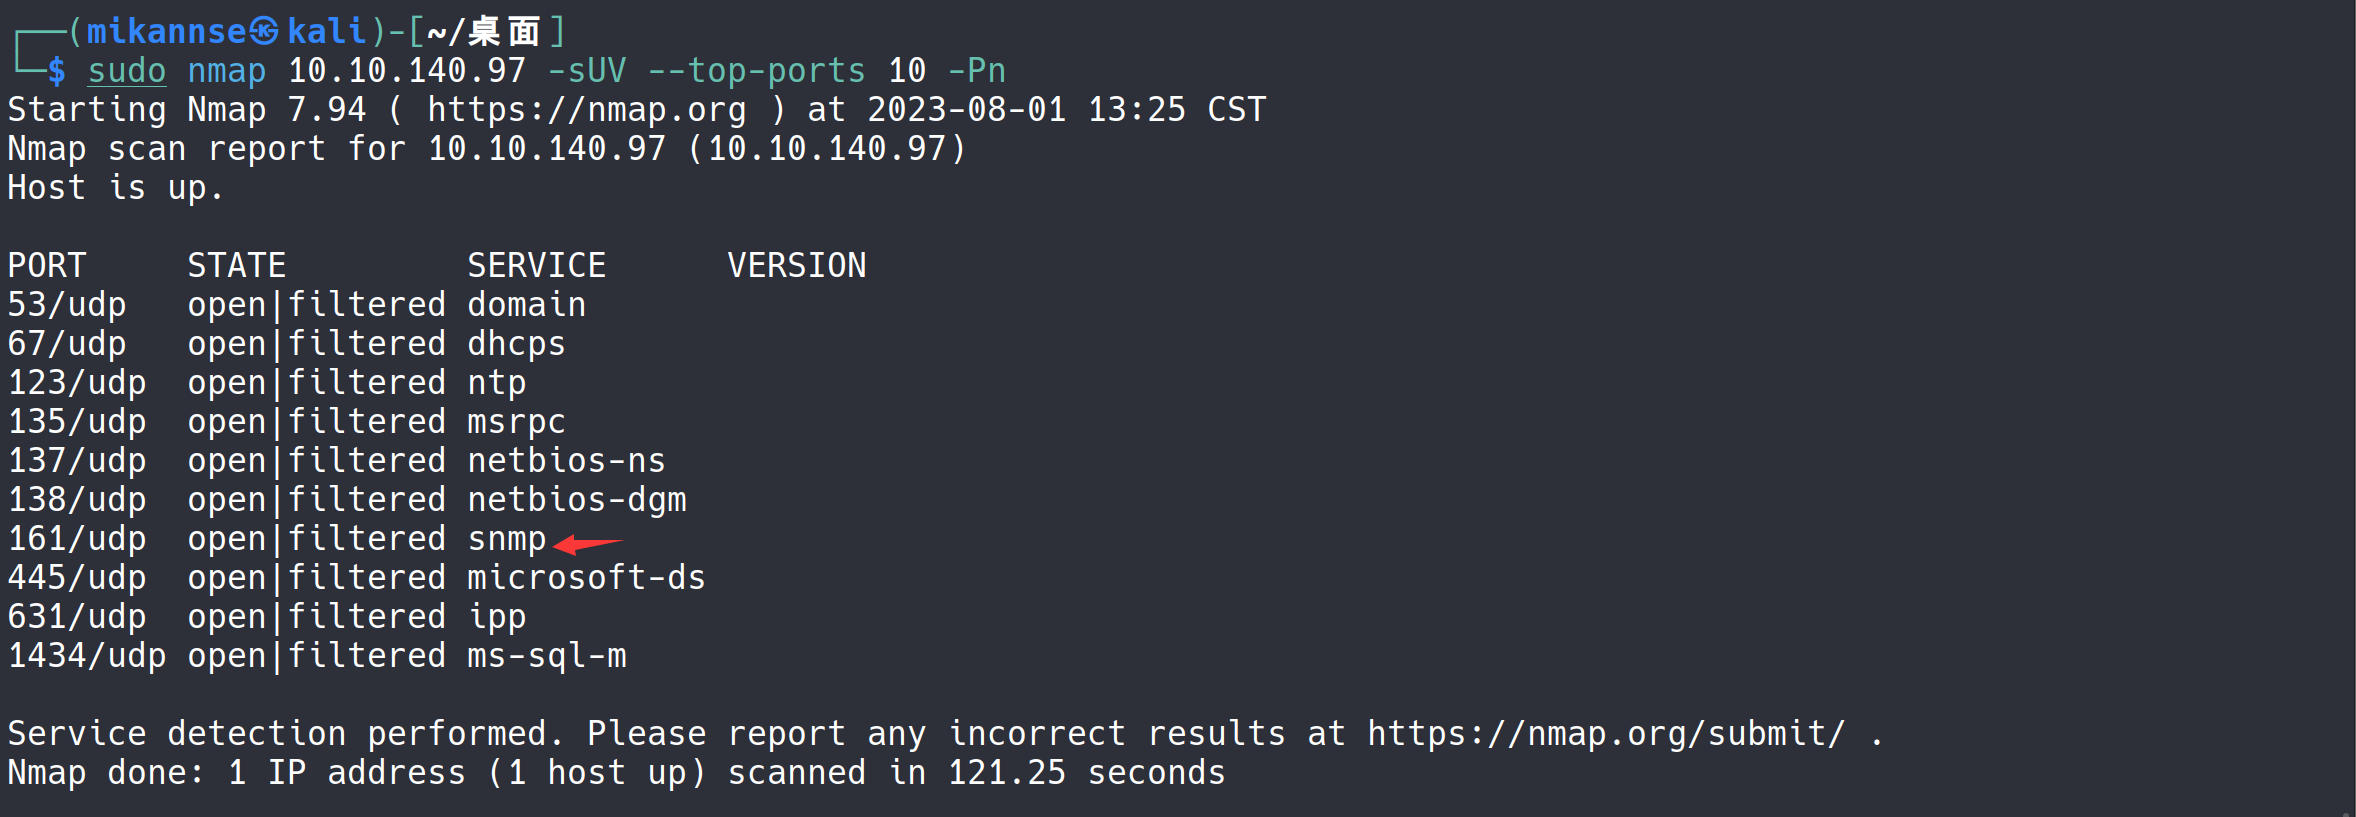 ┌──(mikannse㉿kali)-[~/桌面]
└─$ sudo nmap 10.10.140.97 -sUV --top-ports 10 -Pn
Starting Nmap 7.94 ( https://nmap.org ) at 2023-08-01 13:25 CST
Nmap scan report for 10.10.140.97 (10.10.140.97)
Host is up.

PORT     STATE         SERVICE      VERSION
53/udp   open|filtered domain
67/udp   open|filtered dhcps
123/udp  open|filtered ntp
135/udp  open|filtered msrpc
137/udp  open|filtered netbios-ns
138/udp  open|filtered netbios-dgm
161/udp  open|filtered snmp
445/udp  open|filtered microsoft-ds
631/udp  open|filtered ipp
1434/udp open|filtered ms-sql-m

Service detection performed. Please report any incorrect results at https://nmap.org/submit/ .
Nmap done: 1 IP address (1 host up) scanned in 121.25 seconds